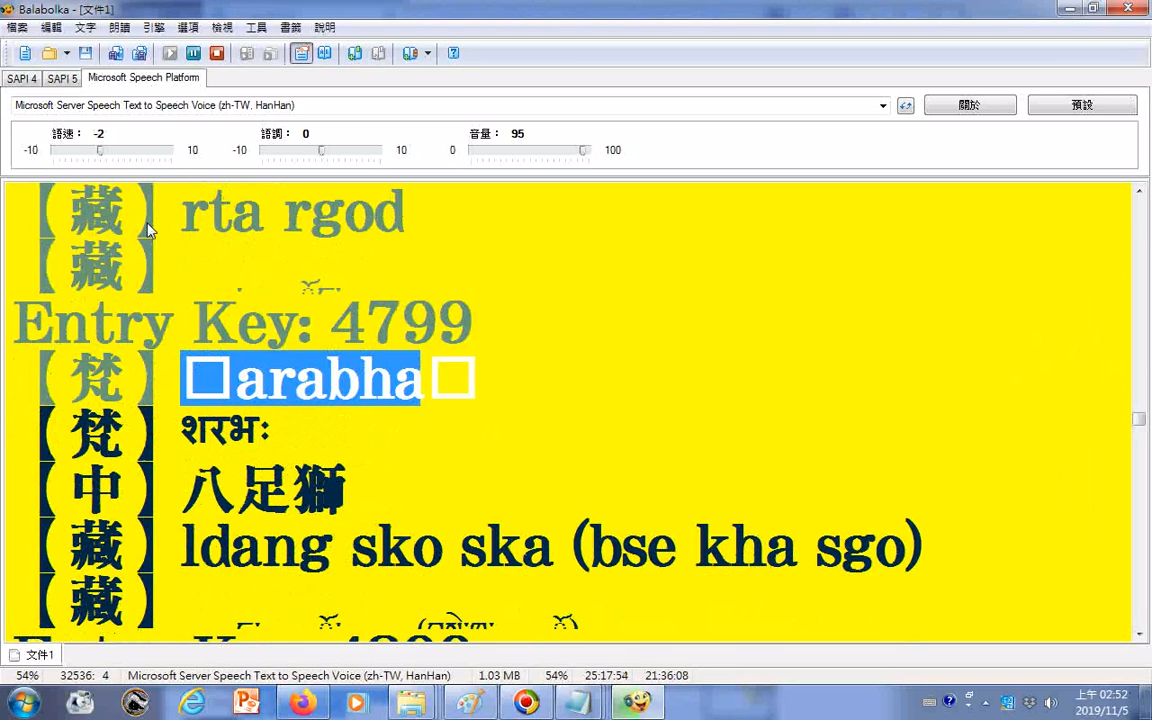 Balabolka - [文件1]
檔案 編輯 文字 朗讀 引擎 選項 檢視 工具 書籤 說明
SAPI 4 SAPI 5 Microsoft Speech Platform
Microsoft Server Speech Text to Speech Voice (zh-TW, HanHan) 關於 預設
語速： -2 語調： 0 音量： 95
-10 10 -10 10 0 100
【藏】 rta rgod
【藏】
Entry Key: 4799
【梵】 □arabha□
【梵】 शरभः
【中】 八足獅
【藏】 ldang sko ska (bse kha sgo)
【藏】
文件1
54% 32536: 4 Microsoft Server Speech Text to Speech Voice (zh-TW, HanHan) 1.03 MB 54% 25:17:54 21:36:08
上午 02:52
2019/11/5